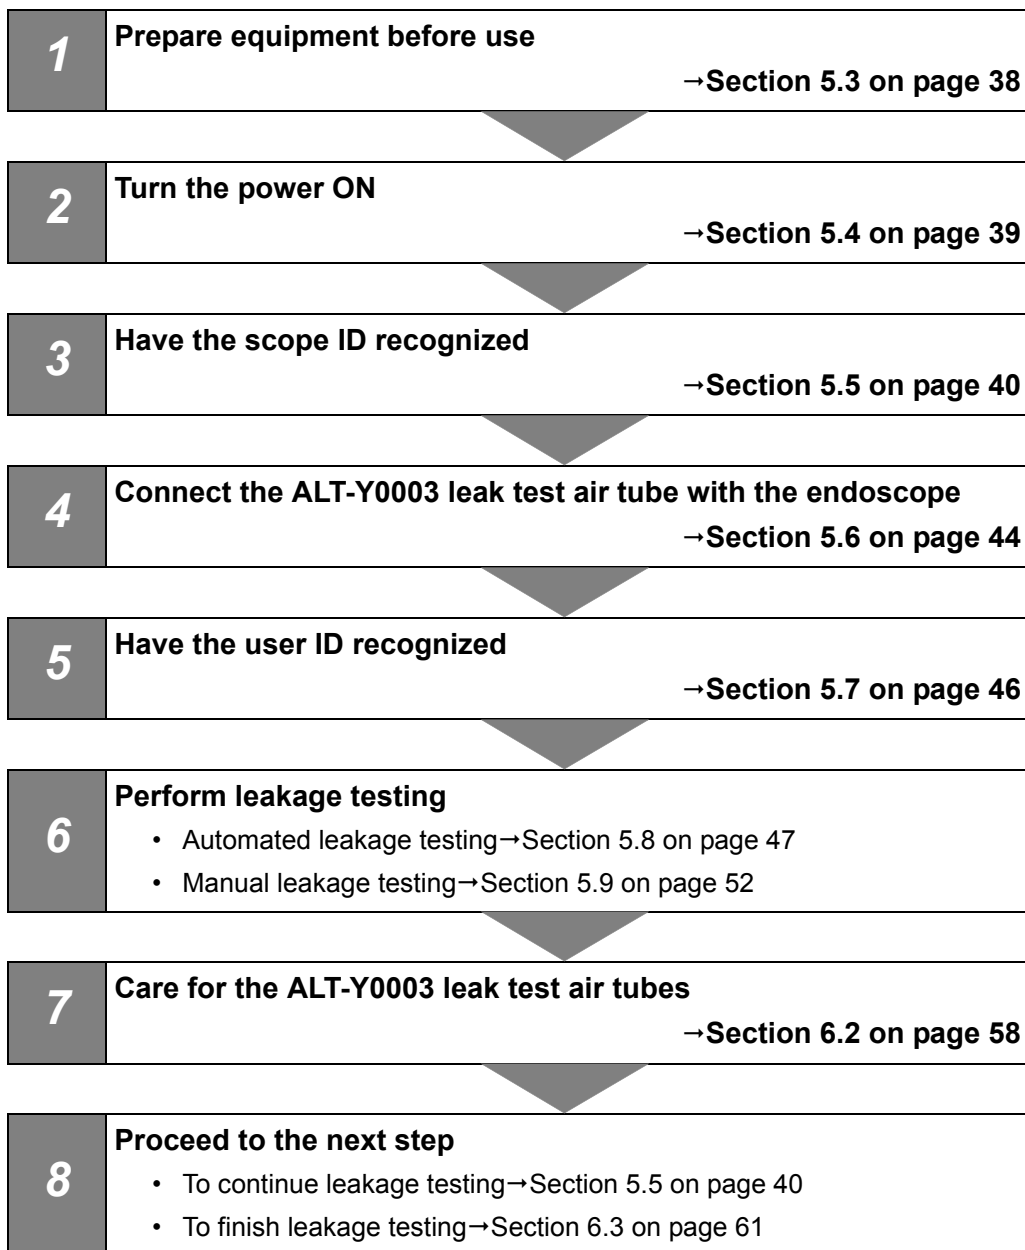 1
Prepare equipment before use
→Section 5.3 on page 38
2
Turn the power ON
→Section 5.4 on page 39
3
Have the scope ID recognized
→Section 5.5 on page 40
4
Connect the ALT-Y0003 leak test air tube with the endoscope
→Section 5.6 on page 44
5
Have the user ID recognized
→Section 5.7 on page 46
6
Perform leakage testing
• Automated leakage testing→Section 5.8 on page 47
• Manual leakage testing→Section 5.9 on page 52
7
Care for the ALT-Y0003 leak test air tubes
→Section 6.2 on page 58
8
Proceed to the next step
• To continue leakage testing→Section 5.5 on page 40
• To finish leakage testing→Section 6.3 on page 61